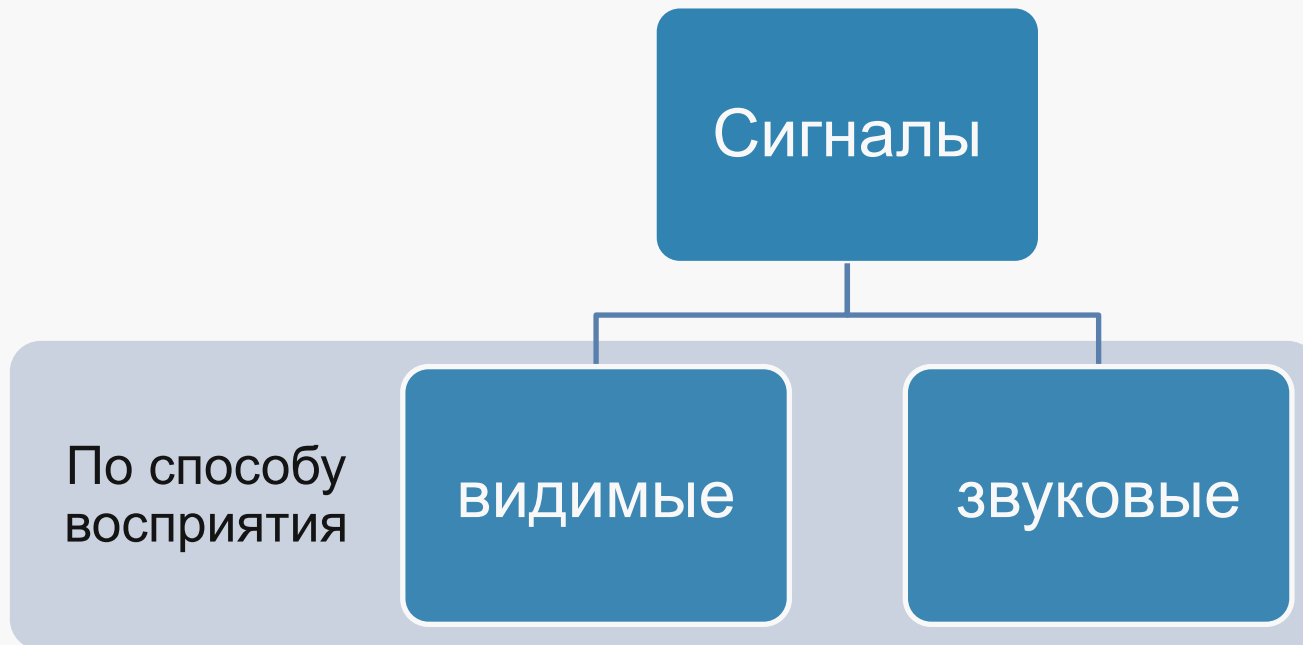 Сигналы
По способу
восприятия
видимые
звуковые